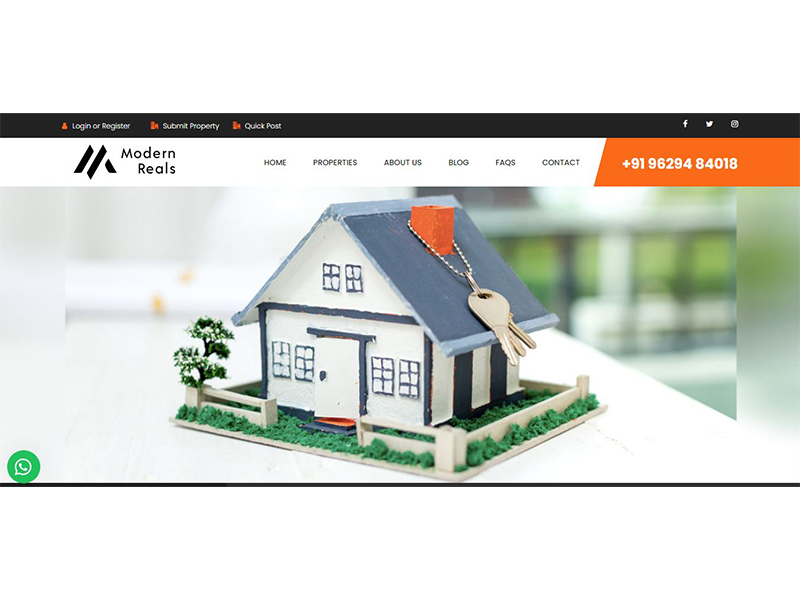 Login or Register Submit Property Quick Post
Modern
Reals
HOME PROPERTIES ABOUT US BLOG FAQS CONTACT
+91 96294 84018